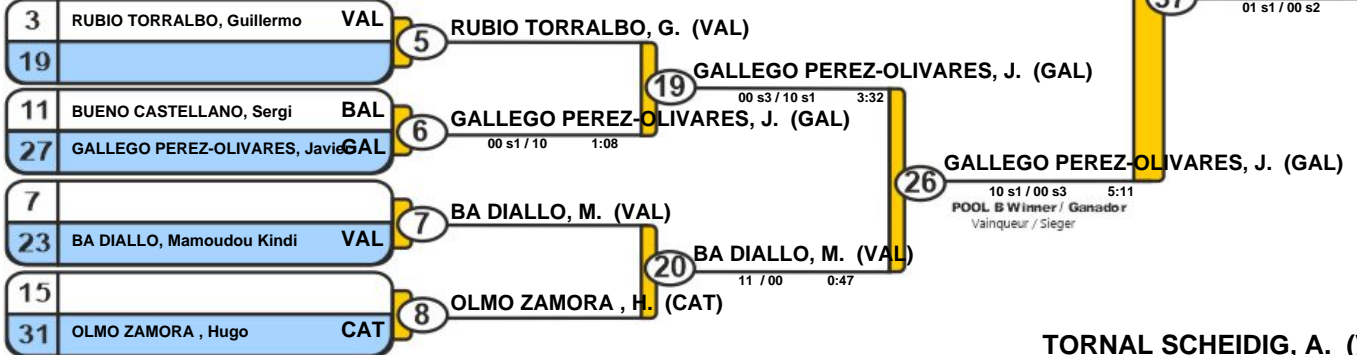 37
01 s1 / 00 s2
3 RUBIO TORRALBO, Guillermo VAL
19
5 RUBIO TORRALBO, G. (VAL)
11 BUENO CASTELLANO, Sergi BAL
27 GALLEGO PEREZ-OLIVARES, Javier GAL
6 GALLEGO PEREZ-OLIVARES, J. (GAL)
00 s1 / 10 1:08
19 GALLEGO PEREZ-OLIVARES, J. (GAL)
00 s3 / 10 s1 3:32
7
23 BA DIALLO, Mamoudou Kindi VAL
7 BA DIALLO, M. (VAL)
15
31 OLMO ZAMORA , Hugo CAT
8 OLMO ZAMORA , H. (CAT)
20 BA DIALLO, M. (VAL)
11 / 00 0:47
26 GALLEGO PEREZ-OLIVARES, J. (GAL)
10 s1 / 00 s3 5:11
POOL B Winner / Ganador
Vainqueur / Sieger
TORNAL SCHEIDIG, A. (